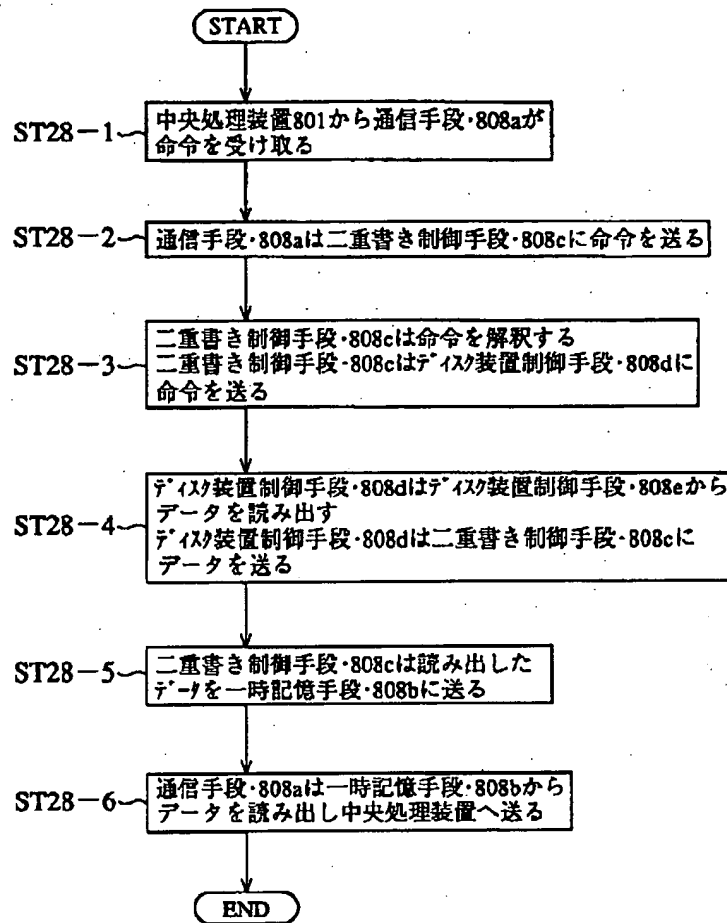 START
ST28-1
中央処理装置801から通信手段・808aが
命令を受け取る
ST28-2
通信手段・808aは二重書き制御手段・808cに命令を送る
ST28-3
二重書き制御手段・808cは命令を解釈する
二重書き制御手段・808cはディスク装置制御手段・808dに
命令を送る
ST28-4
ディスク装置制御手段・808dはディスク装置制御手段・808eから
データを読み出す
ディスク装置制御手段・808dは二重書き制御手段・808cに
データを送る
ST28-5
二重書き制御手段・808cは読み出した
データを一時記憶手段・808bに送る
ST28-6
通信手段・808aは一時記憶手段・808bから
データを読み出し中央処理装置へ送る
END